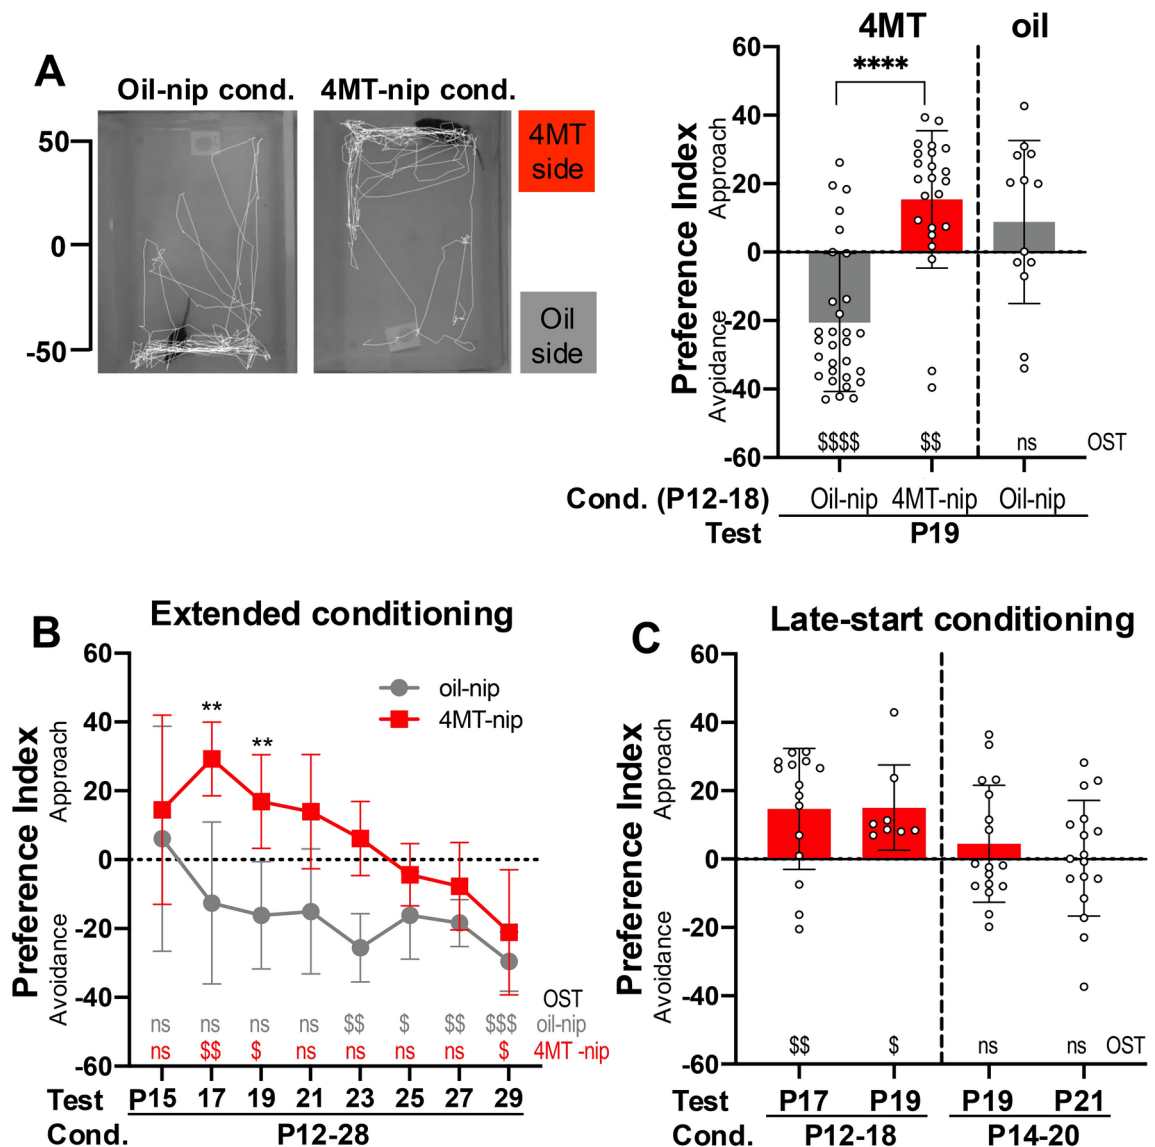 A
Oil-nip cond.
4MT-nip cond.
50
0
-50
4MT
side
Oil
side
4MT
oil
****
Preference Index
Approach
Avoidance
60
40
20
0
-20
-40
-60
$$$$ $$ ns OST
Cond. (P12-18) Oil-nip 4MT-nip Oil-nip
Test P19
B
Extended conditioning
Preference Index
Approach
Avoidance
60
40
20
0
-20
-40
-60
oil-nip
4MT-nip
**
**
OST
ns ns ns ns $$ $ $$ $$$ oil-nip
ns $$ $ ns ns ns ns $ 4MT -nip
Test P15 17 19 21 23 25 27 29
Cond. P12-28
C
Late-start conditioning
Preference Index
Approach
Avoidance
60
40
20
0
-20
-40
-60
$$ $ ns ns OST
Test P17 P19 P19 P21
Cond. P12-18 P14-20